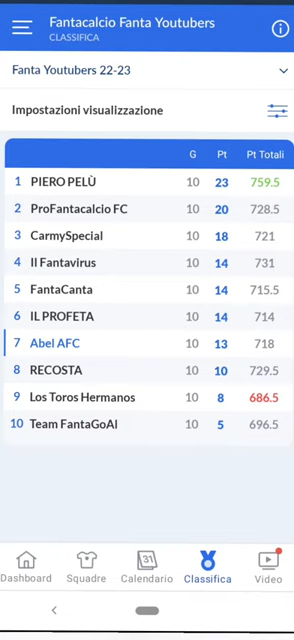 Fantacalcio Fanta Youtubers
CLASSIFICA
Fanta Youtubers 22-23
Impostazioni visualizzazione
G Pt Pt Totali
1 PIERO PELÙ 10 23 759.5
2 ProFantacalcio FC 10 20 728.5
3 CarmySpecial 10 18 721
4 Il Fantavirus 10 14 731
5 FantaCanta 10 14 715.5
6 IL PROFETA 10 14 714
7 Abel AFC 10 13 718
8 RECOSTA 10 10 729.5
9 Los Toros Hermanos 10 8 686.5
10 Team FantaGoAl 10 5 696.5
31
Dashboard Squadre Calendario Classifica Video